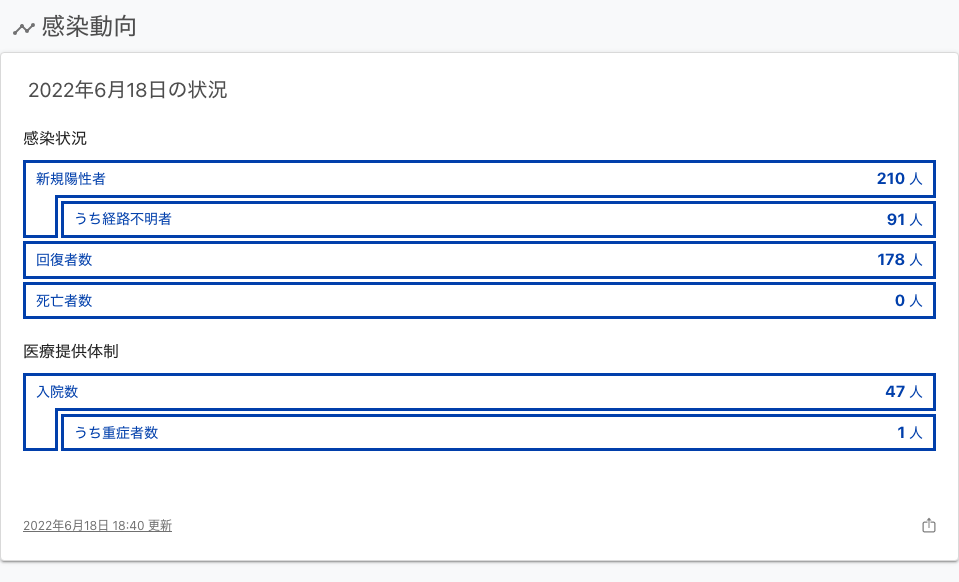 感染動向
2022年6月18日の状況
感染状況
新規陽性者 210 人
うち経路不明者 91 人
回復者数 178 人
死亡者数 0 人
医療提供体制
入院数 47 人
うち重症者数 1 人
2022年6月18日 18:40 更新